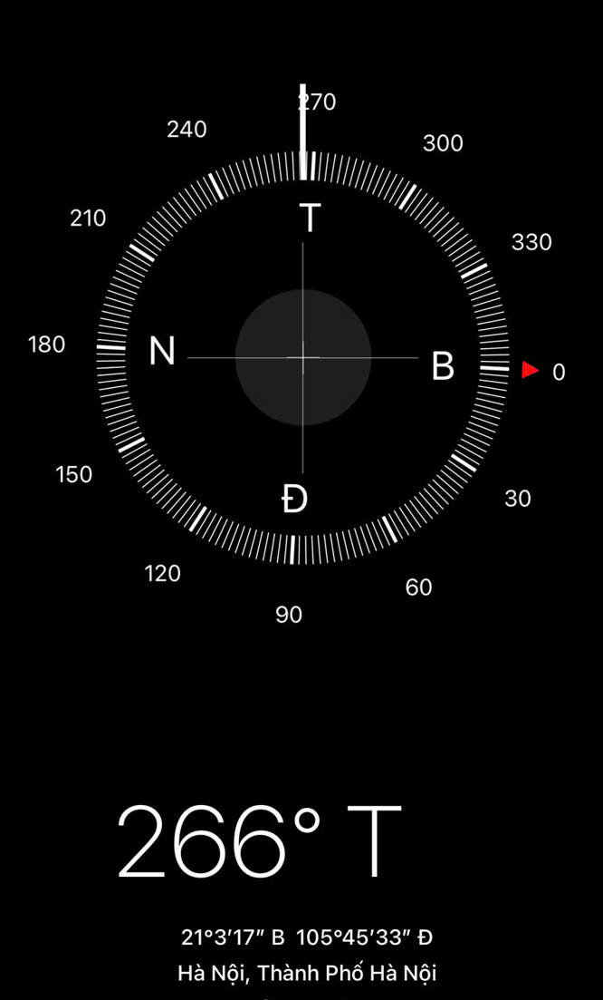 270
240
300
T
210
330
180
N
B
0
150
Đ
30
120
60
90
266° T
21°3′17″ B 105°45′33″ Đ
Hà Nội, Thành Phố Hà Nội